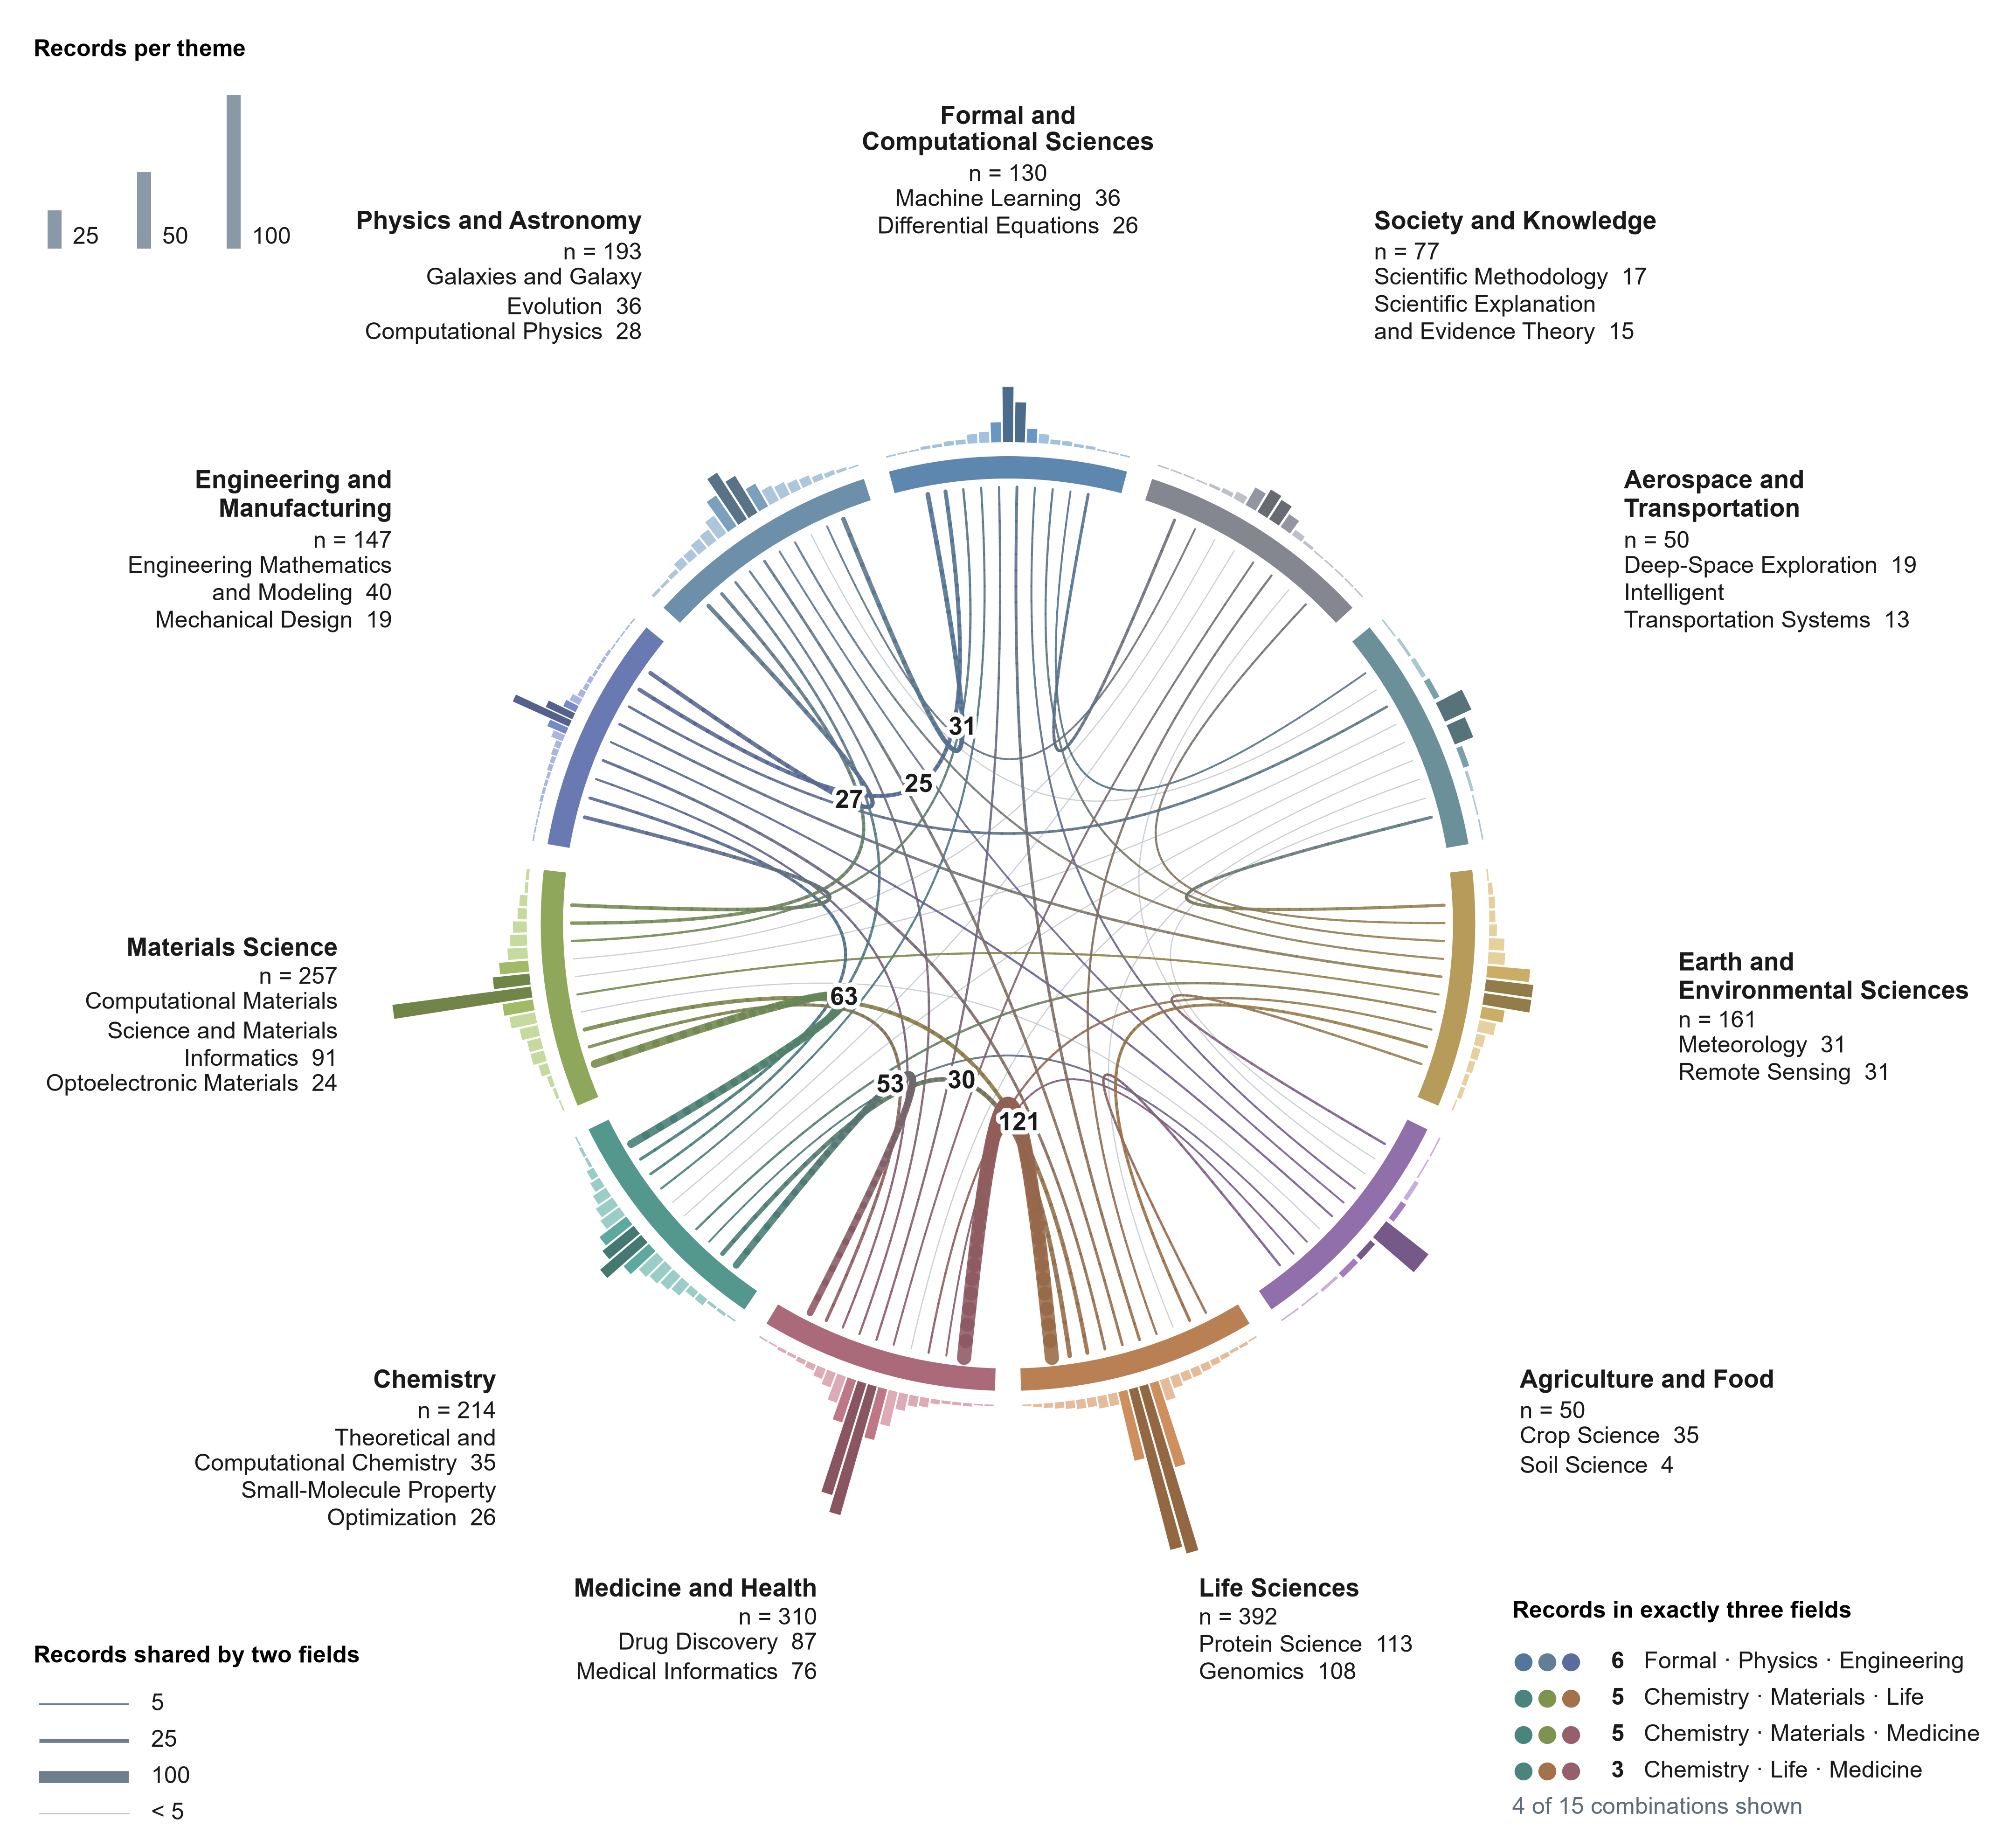 Records per theme
25
50
100
Formal and
Computational Sciences
n = 130
Machine Learning 36
Differential Equations 26
Physics and Astronomy
n = 193
Galaxies and Galaxy
Evolution 36
Computational Physics 28
Society and Knowledge
n = 77
Scientific Methodology 17
Scientific Explanation
and Evidence Theory 15
Engineering and
Manufacturing
n = 147
Engineering Mathematics
and Modeling 40
Mechanical Design 19
Aerospace and
Transportation
n = 50
Deep-Space Exploration 19
Intelligent
Transportation Systems 13
31
25
27
Materials Science
n = 257
Computational Materials
Science and Materials
Informatics 91
Optoelectronic Materials 24
63
53
30
121
Earth and
Environmental Sciences
n = 161
Meteorology 31
Remote Sensing 31
Chemistry
n = 214
Theoretical and
Computational Chemistry 35
Small-Molecule Property
Optimization 26
Agriculture and Food
n = 50
Crop Science 35
Soil Science 4
Medicine and Health
n = 310
Drug Discovery 87
Medical Informatics 76
Life Sciences
n = 392
Protein Science 113
Genomics 108
Records shared by two fields
5
25
100
< 5
Records in exactly three fields
6 Formal · Physics · Engineering
5 Chemistry · Materials · Life
5 Chemistry · Materials · Medicine
3 Chemistry · Life · Medicine
4 of 15 combinations shown